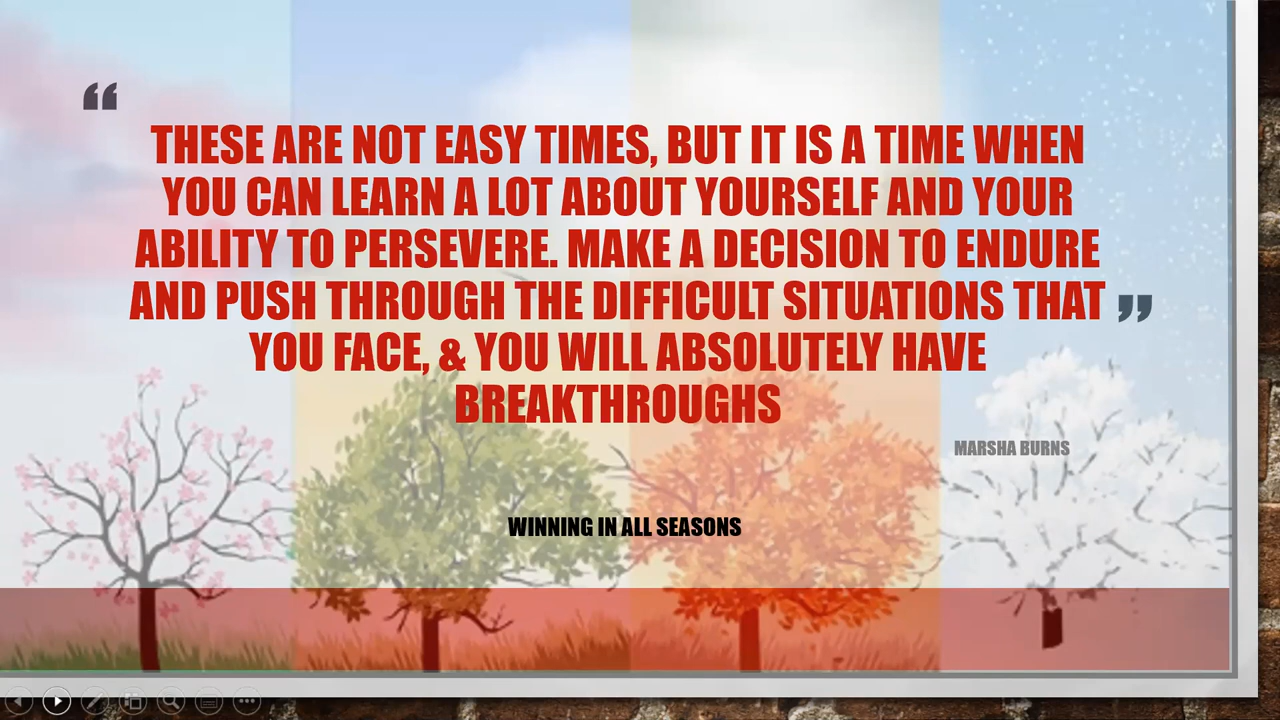 “
THESE ARE NOT EASY TIMES, BUT IT IS A TIME WHEN
YOU CAN LEARN A LOT ABOUT YOURSELF AND YOUR
ABILITY TO PERSEVERE. MAKE A DECISION TO ENDURE
AND PUSH THROUGH THE DIFFICULT SITUATIONS THAT ”
YOU FACE, & YOU WILL ABSOLUTELY HAVE
BREAKTHROUGHS
MARSHA BURNS
WINNING IN ALL SEASONS